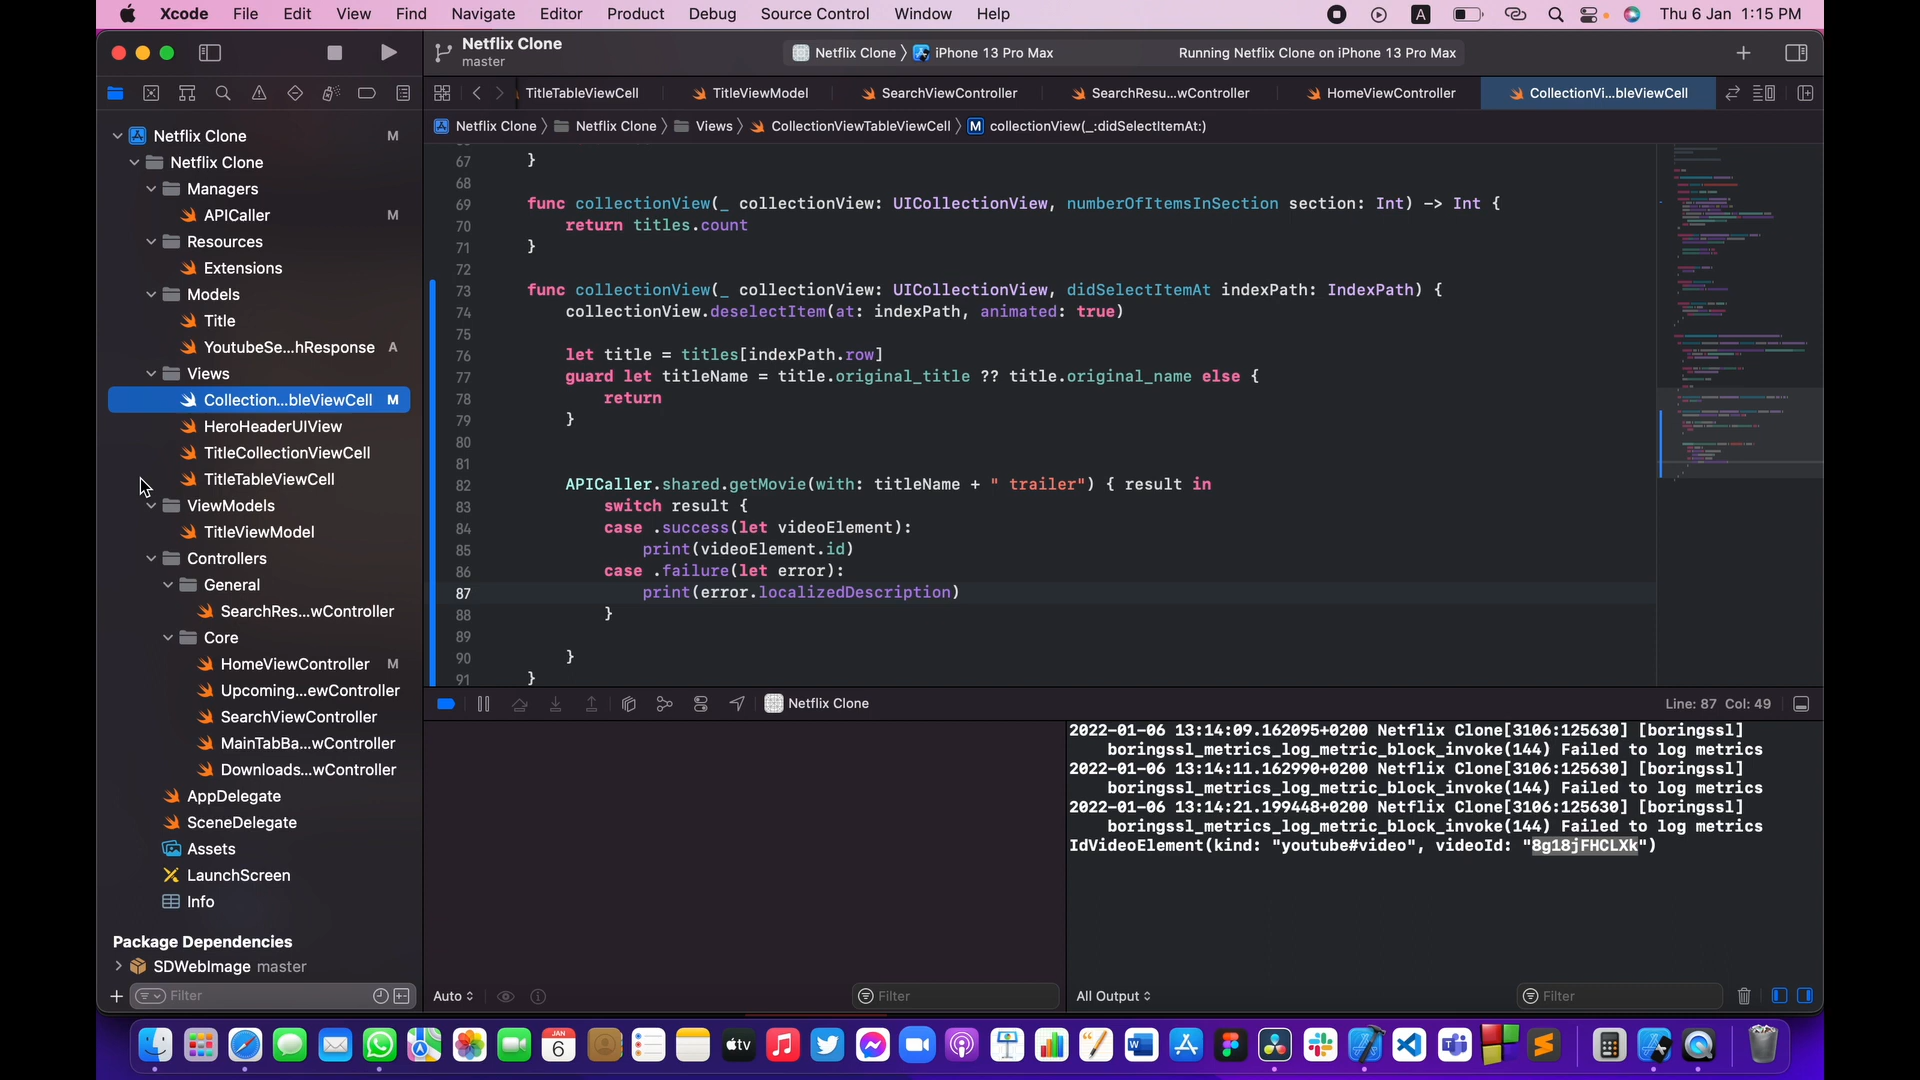 Xcode File Edit View Find Navigate Editor Product Debug Source Control Window Help A Thu 6 Jan 1:15 PM
Netflix Clone
master
Netflix Clone iPhone 13 Pro Max
Running Netflix Clone on iPhone 13 Pro Max
TitleTableViewCell TitleViewModel SearchViewController SearchResu...wController HomeViewController CollectionVi...bleViewCell
Netflix Clone Netflix Clone Views CollectionViewTableViewCell M collectionView(_:didSelectItemAt:)
Netflix Clone M
Netflix Clone
Managers
APICaller M
Resources
Extensions
Models
Title
YoutubeSe...hResponse A
Views
Collection...bleViewCell M
HeroHeaderUIView
TitleCollectionViewCell
TitleTableViewCell
ViewModels
TitleViewModel
Controllers
General
SearchRes...wController
Core
HomeViewController M
Upcoming...ewController
SearchViewController
MainTabBa...wController
Downloads...wController
AppDelegate
SceneDelegate
Assets
LaunchScreen
Info
Package Dependencies
SDWebImage master
Filter
67 }
68
69 func collectionView(_ collectionView: UICollectionView, numberOfItemsInSection section: Int) -> Int {
70 return titles.count
71 }
72
73 func collectionView(_ collectionView: UICollectionView, didSelectItemAt indexPath: IndexPath) {
74 collectionView.deselectItem(at: indexPath, animated: true)
75
76 let title = titles[indexPath.row]
77 guard let titleName = title.original_title ?? title.original_name else {
78 return
79 }
80
81
82 APICaller.shared.getMovie(with: titleName + " trailer") { result in
83 switch result {
84 case .success(let videoElement):
85 print(videoElement.id)
86 case .failure(let error):
87 print(error.localizedDescription)
88 }
89
90 }
91 }
Netflix Clone
Line: 87 Col: 49
2022-01-06 13:14:09.162095+0200 Netflix Clone[3106:125630] [boringssl]
boringssl_metrics_log_metric_block_invoke(144) Failed to log metrics
2022-01-06 13:14:11.162990+0200 Netflix Clone[3106:125630] [boringssl]
boringssl_metrics_log_metric_block_invoke(144) Failed to log metrics
2022-01-06 13:14:21.199448+0200 Netflix Clone[3106:125630] [boringssl]
boringssl_metrics_log_metric_block_invoke(144) Failed to log metrics
IdVideoElement(kind: "youtube#video", videoId: "8g18jFHCLXk")
Auto Filter All Output Filter
JAN
6
tv